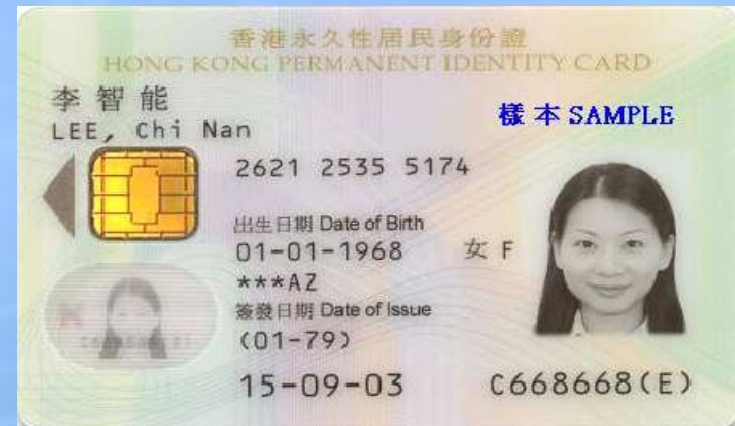 香港永久性居民身份證
HONG KONG PERMANENT IDENTITY CARD
李智能
LEE, Chi Nan
樣本 SAMPLE
2621 2535 5174
出生日期 Date of Birth
01-01-1968 女 F
***AZ
簽發日期 Date of Issue
(01-79)
15-09-03 C668668(E)